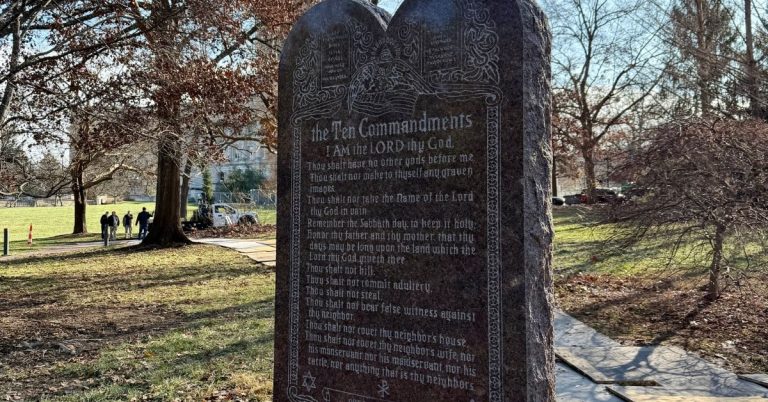 the Ten Commandments
I AM the LORD thy God.
Thou shalt have no other gods before me.
Thou shalt not make to thyself any graven
images.
Thou shalt not take the Name of the Lord
thy God in vain.
Remember the Sabbath day, to keep it holy.
Honor thy father and thy mother, that thy
days may be long upon the land which the
Lord thy God giveth thee.
Thou shalt not kill.
Thou shalt not commit adultery.
Thou shalt not steal.
Thou shalt not bear false witness against
thy neighbor.
Thou shalt not covet thy neighbor's house.
Thou shalt not covet thy neighbor's wife, nor
his manservant nor his maidservant, nor his
cattle, nor anything that is thy neighbor's.